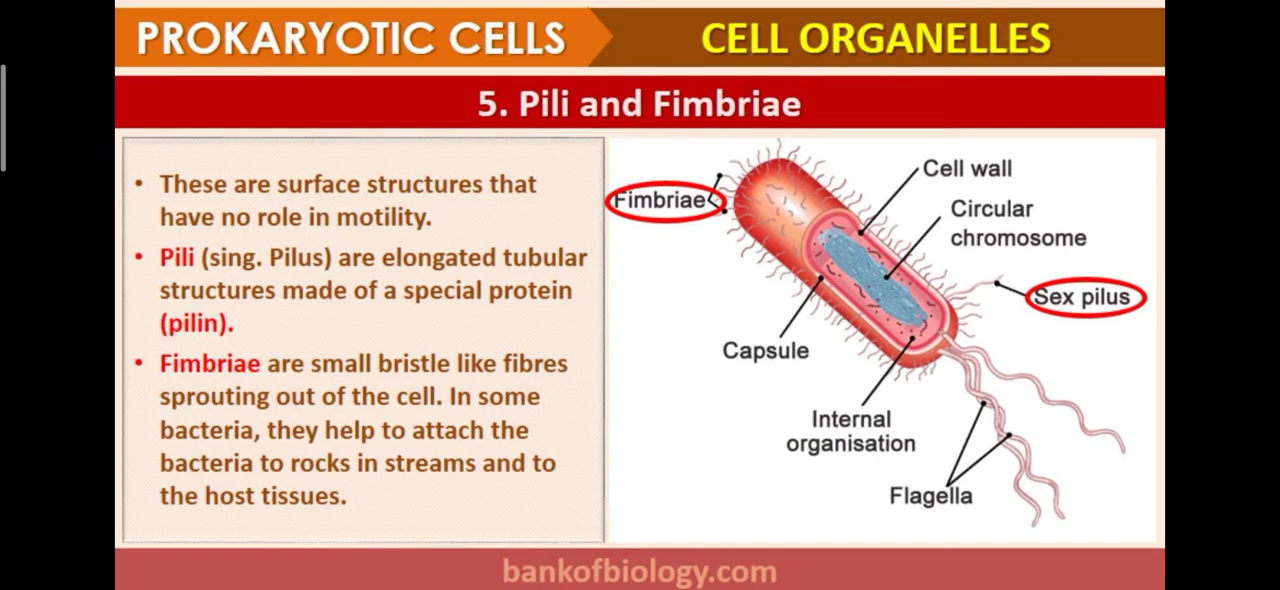 PROKARYOTIC CELLS
CELL ORGANELLES
5. Pili and Fimbriae
• These are surface structures that
have no role in motility.
• Pili (sing. Pilus) are elongated tubular
structures made of a special protein
(pilin).
• Fimbriae are small bristle like fibres
sprouting out of the cell. In some
bacteria, they help to attach the
bacteria to rocks in streams and to
the host tissues.
Fimbriae
Cell wall
Circular
chromosome
Sex pilus
Capsule
Internal
organisation
Flagella
bankofbiology.com